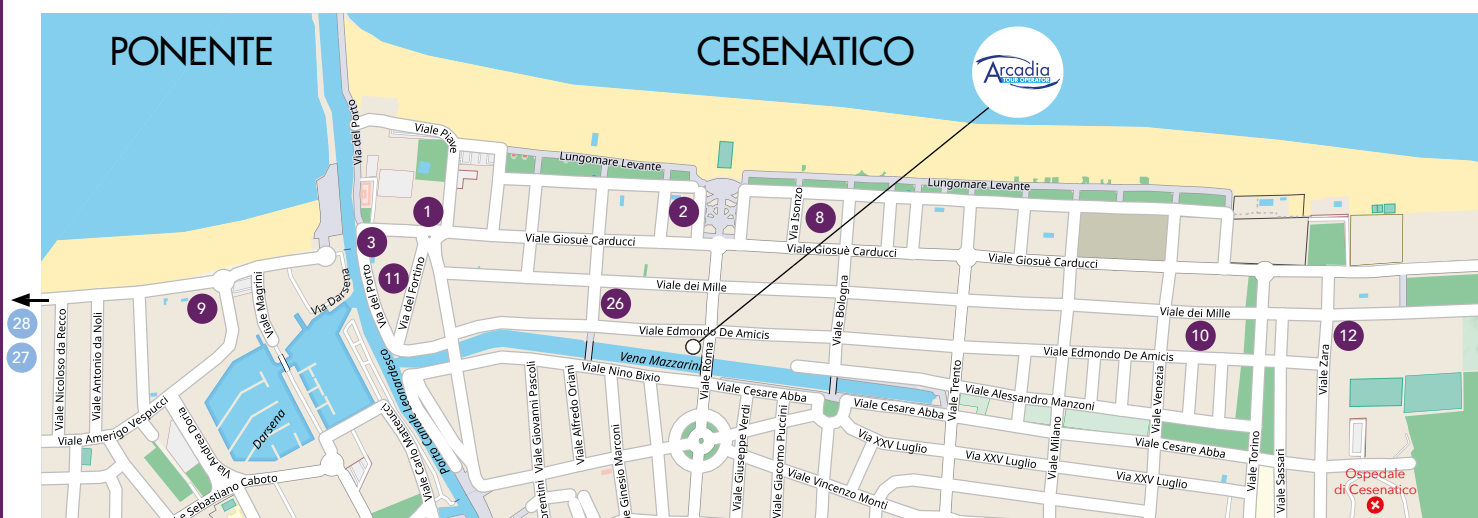 PONENTE
CESENATICO
Arcadia
TOUR OPERATOR
Via del Porto
Viale Piave
Lungomare Levante
Lungomare Levante
1
2
Via Isonzo
8
3
Viale Giosuè Carducci
Viale Giosuè Carducci
Viale Giosuè Carducci
11
Via del Porto
Via del Fortino
Viale dei Mille
Viale dei Mille
Viale Magrini
Via Darsena
9
26
Viale Bologna
28
27
Viale Nicoloso da Recco
Viale Antonio da Noli
Viale Edmondo De Amicis
Viale Edmondo De Amicis
10
12
Vena Mazzarini
Viale Roma
Viale Nino Bixio
Viale Cesare Abba
Viale Cesare Abba
Viale Cesare Abba
Viale Trento
Viale Alessandro Manzoni
Viale Venezia
Viale Zara
Porto Canale Leonardesco
Viale Giovanni Pascoli
Viale Alfredo Oriani
Viale Giuseppe Verdi
Viale Giacomo Puccini
Viale Amerigo Vespucci
Via Andrea Doria
Darsena
Viale Carlo Matteucci
e Ginesio Marconi
orentini
Via XXV Luglio
Via XXV Luglio
Via XXV Luglio
Viale Milano
Viale Torino
Viale Sassari
Viale Vincenzo Monti
e Sebastiano Caboto
Ospedale
di Cesenatico